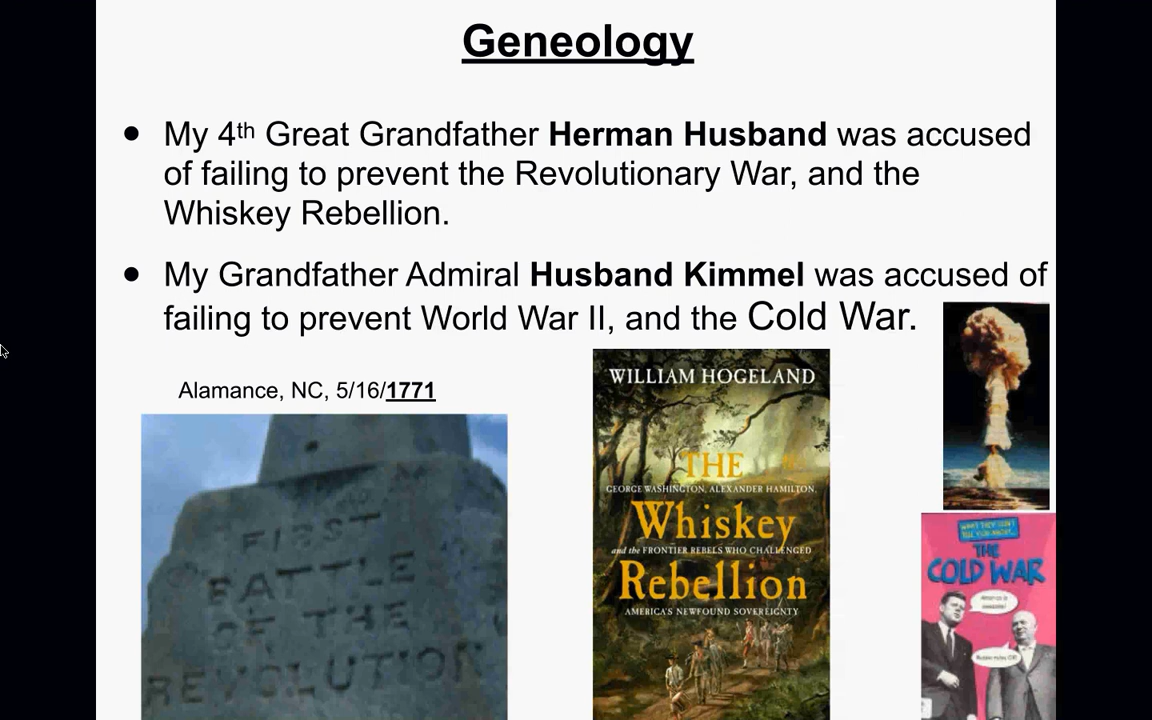 Geneology
● My 4th Great Grandfather Herman Husband was accused
of failing to prevent the Revolutionary War, and the
Whiskey Rebellion.
● My Grandfather Admiral Husband Kimmel was accused of
failing to prevent World War II, and the Cold War.
Alamance, NC, 5/16/1771
FIRST
BATTLE
OF THE
REVOLUTION
WILLIAM HOGELAND
THE
GEORGE WASHINGTON, ALEXANDER HAMILTON,
Whiskey
and the FRONTIER REBELS WHO CHALLENGED
Rebellion
AMERICA'S NEWFOUND SOVEREIGNTY
THE
COLD WAR